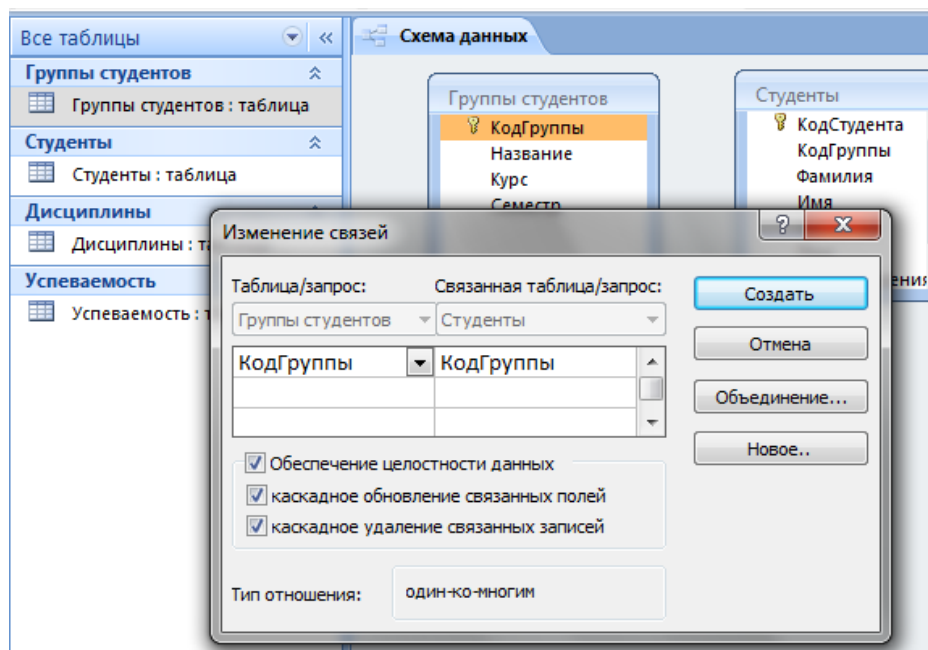 Все таблицы
Группы студентов
Группы студентов : таблица
Студенты
Студенты : таблица
Дисциплины
Дисциплины : та
Успеваемость
Успеваемость : т
Схема данных
Группы студентов
КодГруппы
Название
Курс
Семестр
Студенты
КодСтудента
КодГруппы
Фамилия
Имя
ения
Изменение связей
Таблица/запрос: Связанная таблица/запрос:
Группы студентов Студенты
КодГруппы КодГруппы
Обеспечение целостности данных
каскадное обновление связанных полей
каскадное удаление связанных записей
Тип отношения: один-ко-многим
Создать
Отмена
Объединение...
Новое..